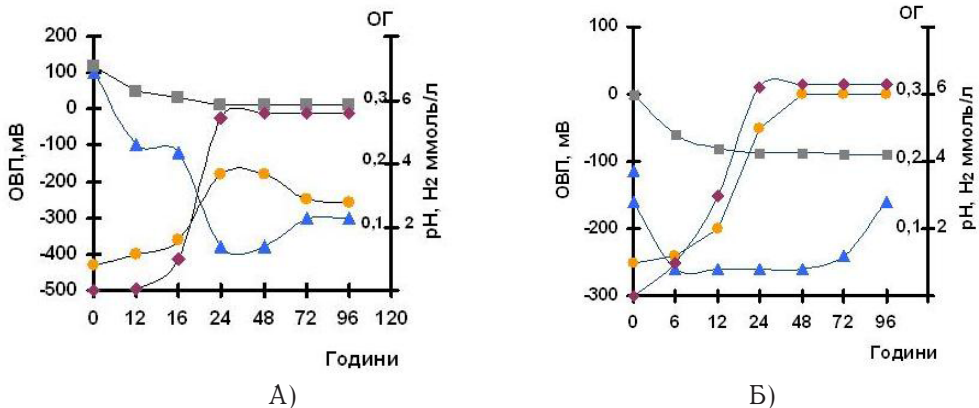 ОГ
200
100
0
-100
-200
-300
-400
-500
ОВП,мВ
0,3 6
0,2 4
0,1 2
pH, H2 ммоль/л
0 12 16 24 48 72 96 120
Години
А)
ОГ
100
0
-100
-200
-300
ОВП, мВ
0,3 6
0,2 4
0,1 2
pH, H2 ммоль/л
0 6 12 24 48 72 96
Години
Б)